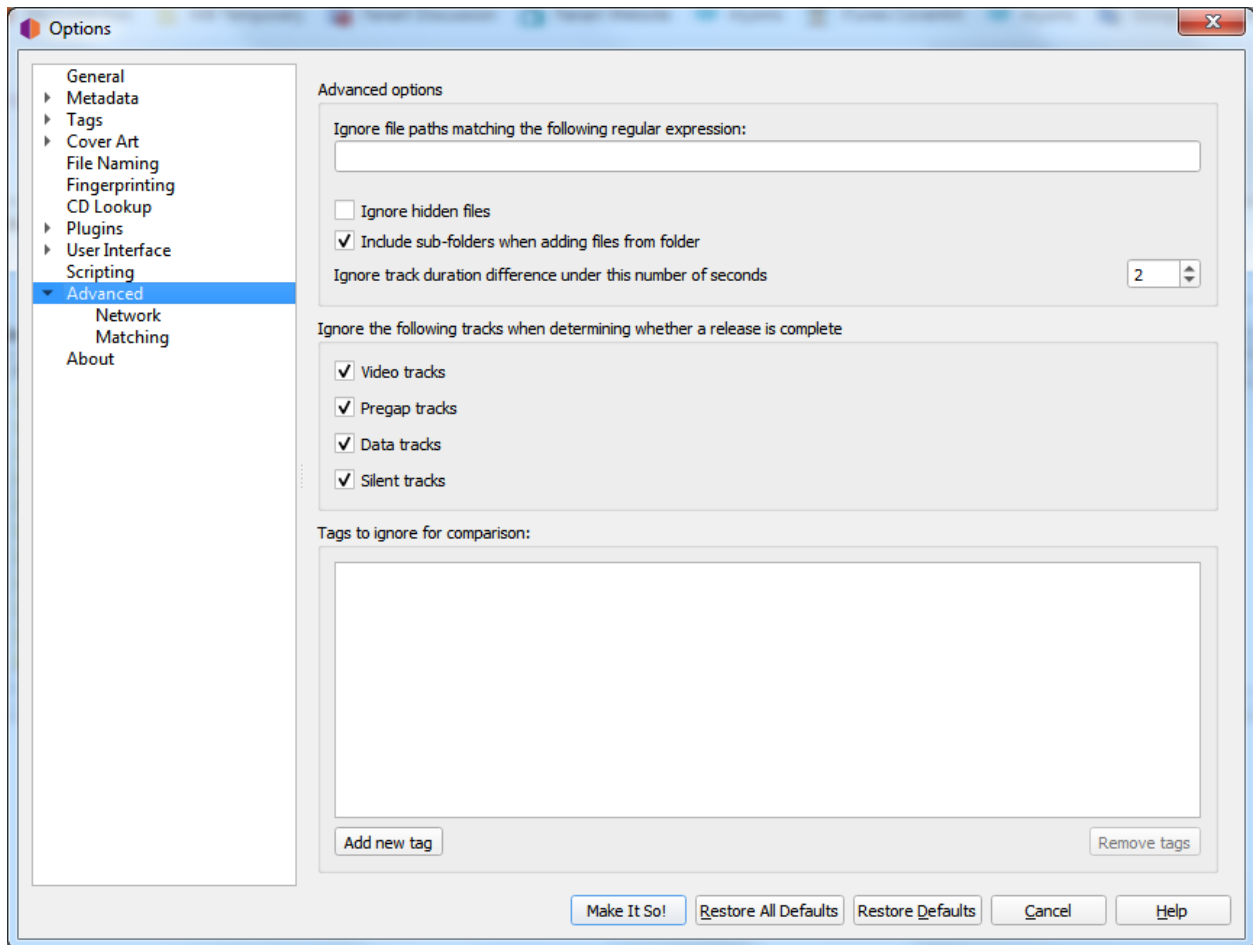 Options
General
Metadata
Tags
Cover Art
File Naming
Fingerprinting
CD Lookup
Plugins
User Interface
Scripting
Advanced
Network
Matching
About
Advanced options
Ignore file paths matching the following regular expression:
Ignore hidden files
Include sub-folders when adding files from folder
Ignore track duration difference under this number of seconds 2
Ignore the following tracks when determining whether a release is complete
Video tracks
Pregap tracks
Data tracks
Silent tracks
Tags to ignore for comparison:
Add new tag Remove tags
Make It So! Restore All Defaults Restore Defaults Cancel Help